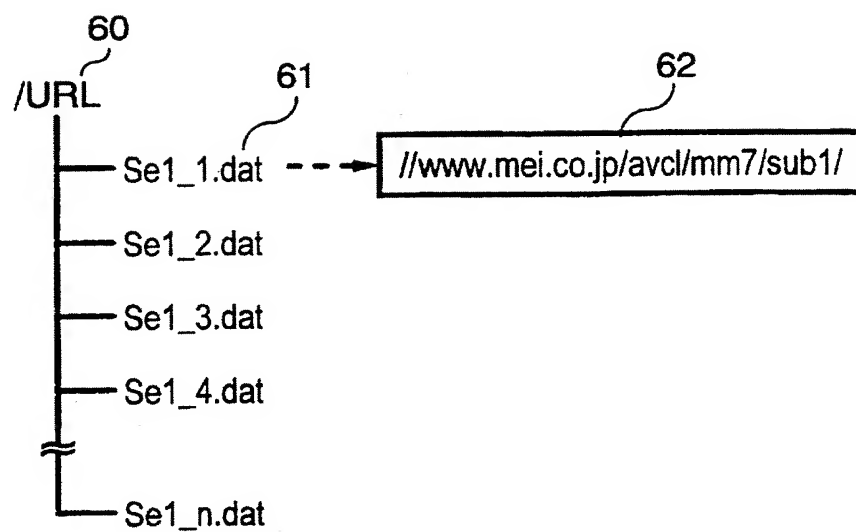 60
/URL
61
62
Se1_1.dat
//www.mei.co.jp/avcl/mm7/sub1/
Se1_2.dat
Se1_3.dat
Se1_4.dat
Se1_n.dat